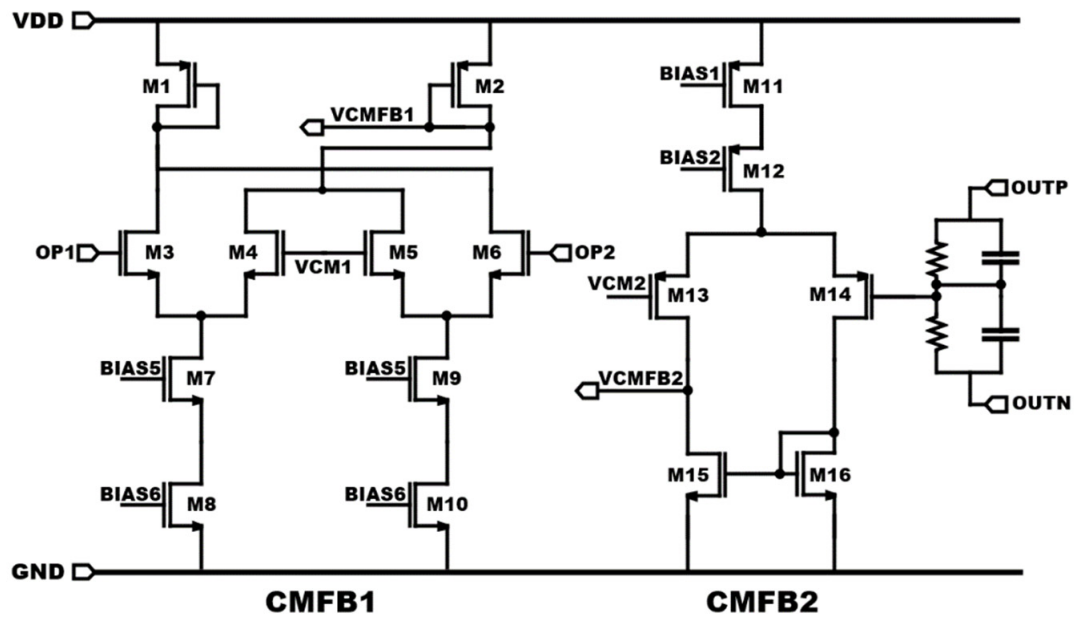 VDD
M1
M2
BIAS1
M11
VCMFB1
BIAS2
M12
OUTP
OP1
M3
M4
VCM1
M5
M6
OP2
VCM2
M13
M14
BIAS5
M7
BIAS5
M9
VCMFB2
OUTN
M15
M16
BIAS6
M8
BIAS6
M10
GND
CMFB1
CMFB2